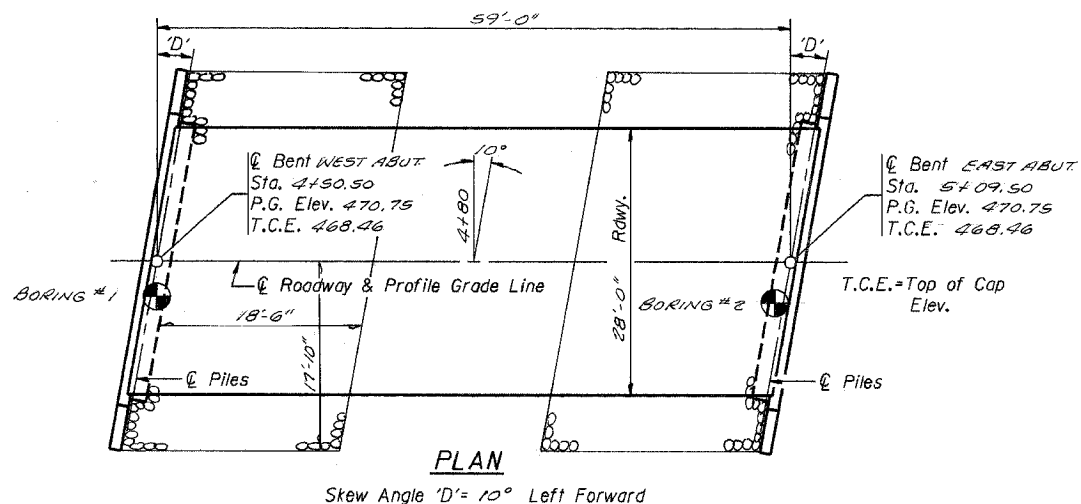 59'-0"
'D'
'D'
10°
℄ Bent WEST ABUT.
Sta. 4+50.50
P.G. Elev. 470.75
T.C.E. 468.46
4+80
Rdwy.
28'-0"
℄ Bent EAST ABUT.
Sta. 5+09.50
P.G. Elev. 470.75
T.C.E. 468.46
℄ Roadway & Profile Grade Line
T.C.E.=Top of Cap
Elev.
BORING #1
BORING #2
18'-6"
17'-10"
℄ Piles
℄ Piles
PLAN
Skew Angle 'D'= 10° Left Forward